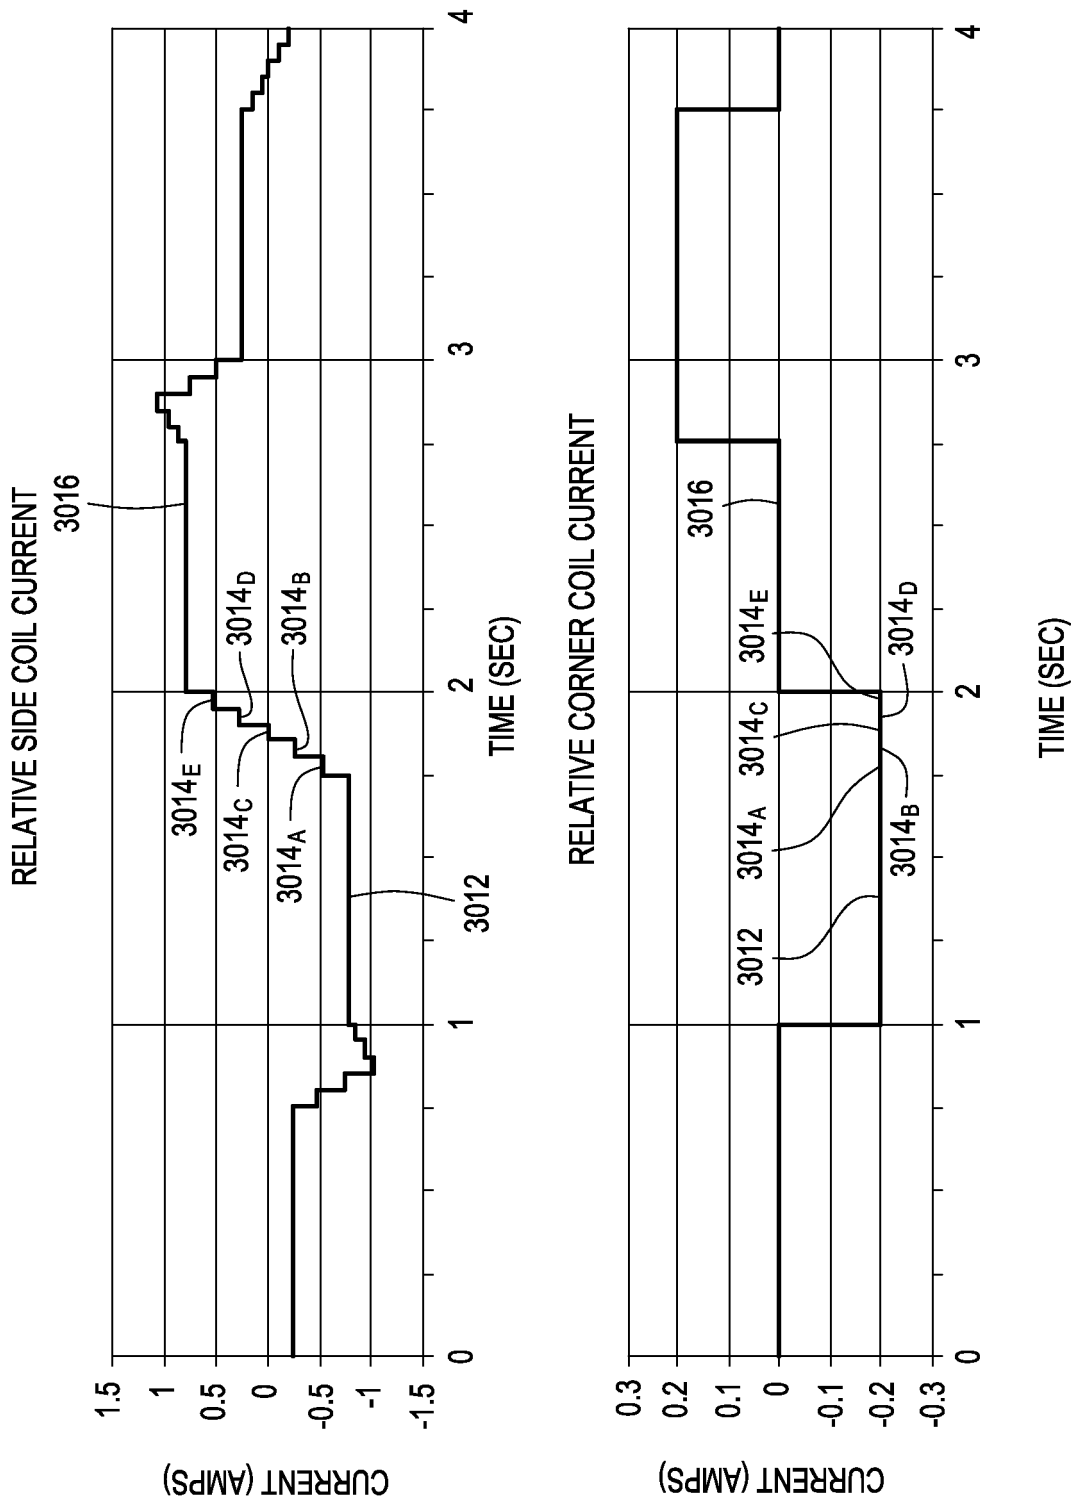 RELATIVE SIDE COIL CURRENT
CURRENT (AMPS)
1.5
1
0.5
0
-0.5
-1
-1.5
3016
3014E
3014D
3014C
3014B
3014A
3012
0
1
2
3
4
TIME (SEC)
RELATIVE CORNER COIL CURRENT
CURRENT (AMPS)
0.3
0.2
0.1
0
-0.1
-0.2
-0.3
3016
3014E
3014C
3014A
3012
3014B
3014D
0
1
2
3
4
TIME (SEC)